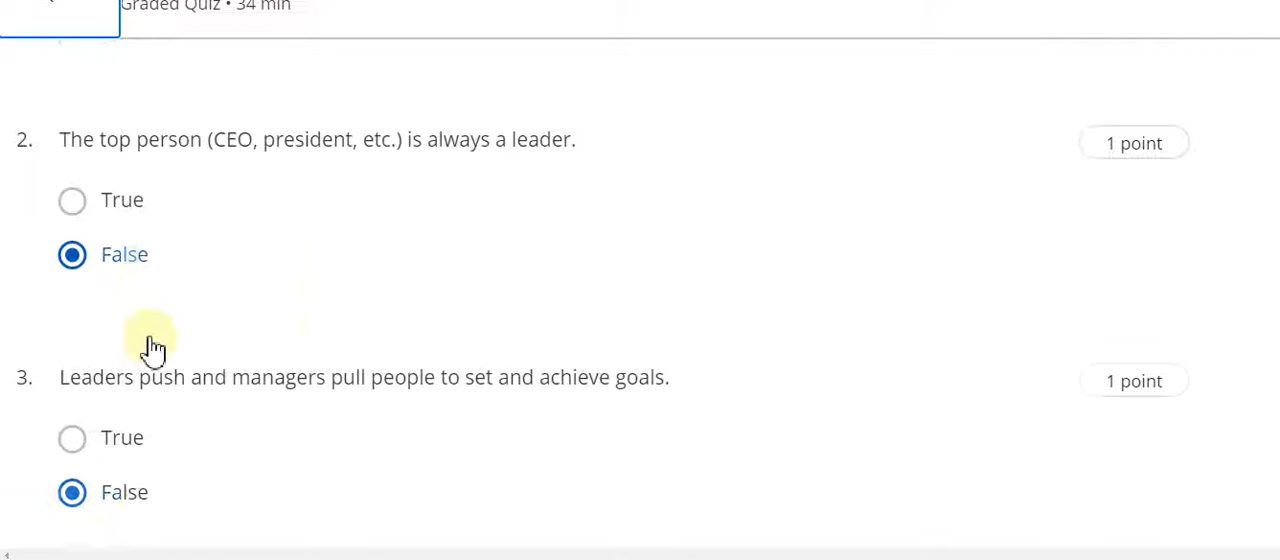 Graded Quiz • 34 min
2. The top person (CEO, president, etc.) is always a leader.
1 point
True
False
3. Leaders push and managers pull people to set and achieve goals.
1 point
True
False